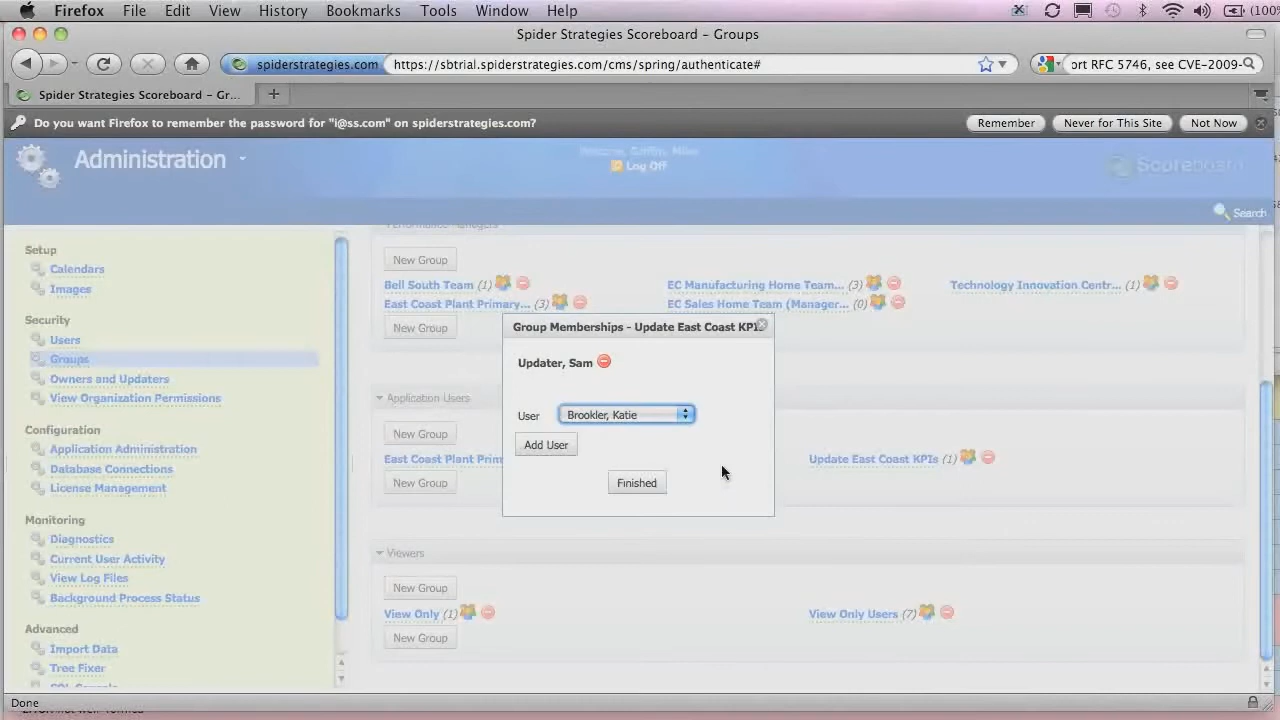 Firefox File Edit View History Bookmarks Tools Window Help (100%
Spider Strategies Scoreboard – Groups
spiderstrategies.com https://sbtrial.spiderstrategies.com/cms/spring/authenticate# ort RFC 5746, see CVE-2009-
Spider Strategies Scoreboard – Gr... +
Do you want Firefox to remember the password for "i@ss.com" on spiderstrategies.com? Remember Never for This Site Not Now
Administration
Log Off
Scoreboard
Search
Setup
Calendars
Images
Security
Users
Groups
Owners and Updaters
View Organization Permissions
Configuration
Application Administration
Database Connections
License Management
Monitoring
Diagnostics
Current User Activity
View Log Files
Background Process Status
Advanced
Import Data
Tree Fixer
Performance Managers
New Group
Bell South Team (1) EC Manufacturing Home Team... (3) Technology Innovation Centr... (1)
East Coast Plant Primary... (3) EC Sales Home Team (Manager... (0)
New Group
Application Users
New Group
East Coast Plant Prim Update East Coast KPIs (1)
New Group
Viewers
New Group
View Only (1) View Only Users (7)
New Group
Group Memberships - Update East Coast KPIs
Updater, Sam
User Brookler, Katie
Add User
Finished
Done